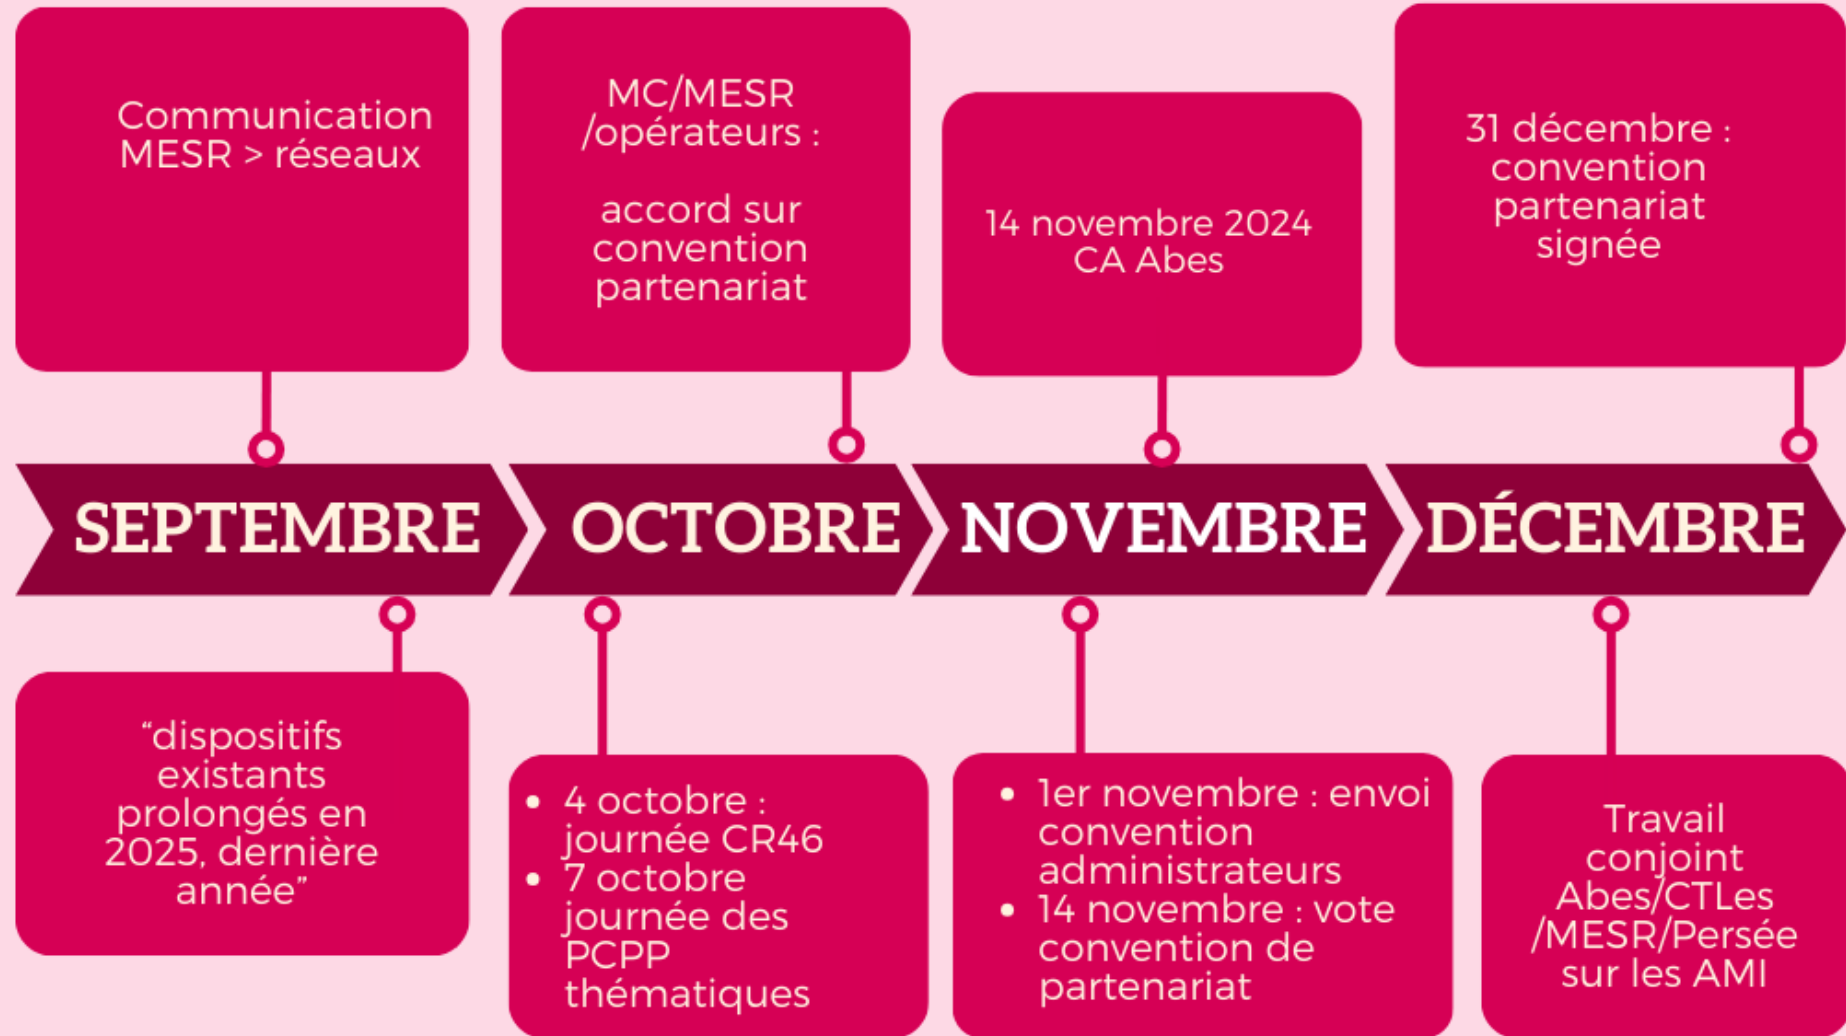 Communication
MESR > réseaux
MC/MESR
/opérateurs :
accord sur
convention
partenariat
14 novembre 2024
CA Abes
31 décembre :
convention
partenariat
signée
SEPTEMBRE
OCTOBRE
NOVEMBRE
DÉCEMBRE
“dispositifs
existants
prolongés en
2025, dernière
année”
• 4 octobre :
journée CR46
• 7 octobre
journée des
PCPP
thématiques
• 1er novembre : envoi
convention
administrateurs
• 14 novembre : vote
convention de
partenariat
Travail
conjoint
Abes/CTLes
/MESR/Persée
sur les AMI